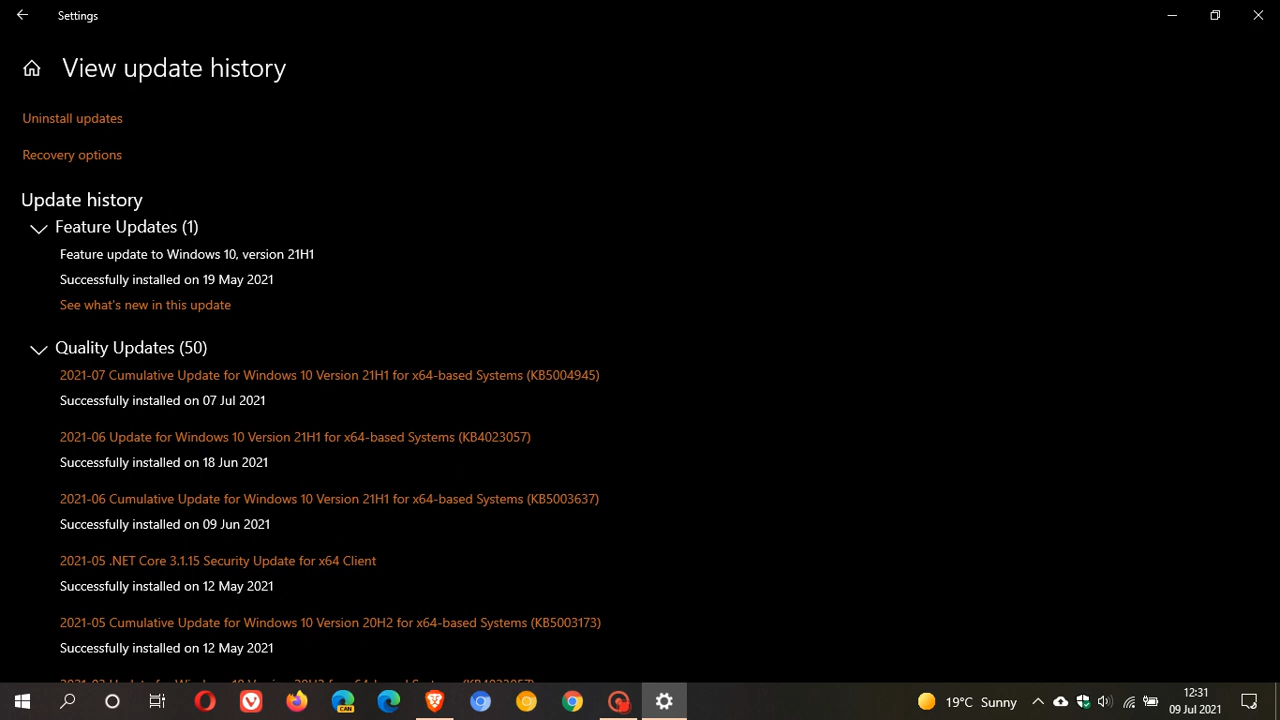 Settings
View update history
Uninstall updates
Recovery options
Update history
Feature Updates (1)
Feature update to Windows 10, version 21H1
Successfully installed on 19 May 2021
See what's new in this update
Quality Updates (50)
2021-07 Cumulative Update for Windows 10 Version 21H1 for x64-based Systems (KB5004945)
Successfully installed on 07 Jul 2021
2021-06 Update for Windows 10 Version 21H1 for x64-based Systems (KB4023057)
Successfully installed on 18 Jun 2021
2021-06 Cumulative Update for Windows 10 Version 21H1 for x64-based Systems (KB5003637)
Successfully installed on 09 Jun 2021
2021-05 .NET Core 3.1.15 Security Update for x64 Client
Successfully installed on 12 May 2021
2021-05 Cumulative Update for Windows 10 Version 20H2 for x64-based Systems (KB5003173)
Successfully installed on 12 May 2021
CAN
19°C Sunny
12:31
09 Jul 2021